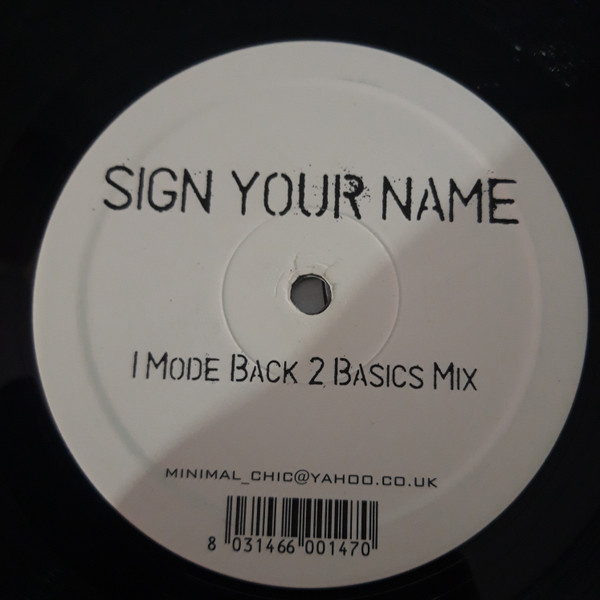 SIGN YOUR NAME
I MODE BACK 2 BASICS MIX
MINIMAL_CHIC@YAHOO.CO.UK
8 031466 001470